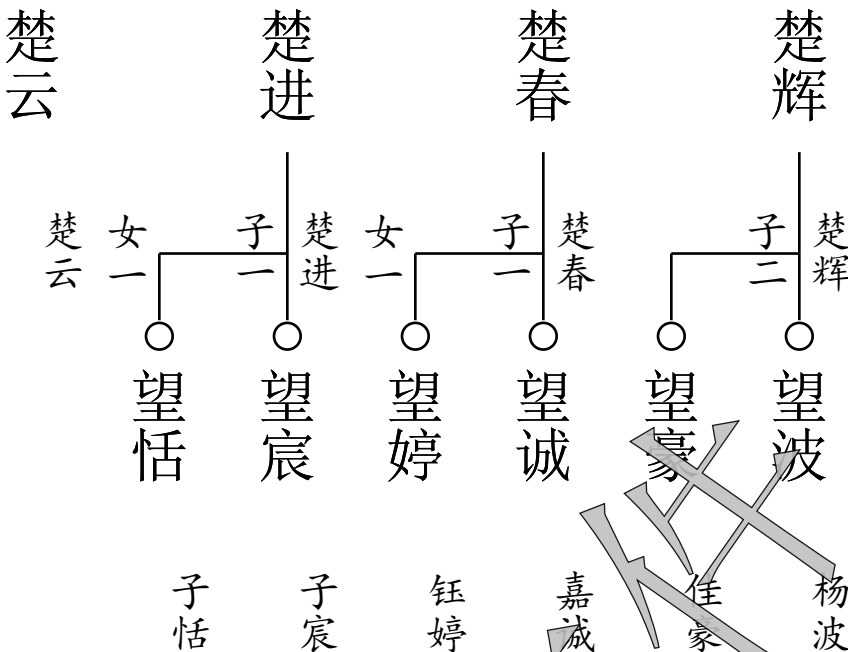 楚辉
楚春
楚进
楚云
楚辉
子二
楚春
子一
女一
楚进
子一
女一
楚云
望波
望豪
望诚
望婷
望宸
望恬
杨波
佳豪
嘉诚
钰婷
子宸
子恬